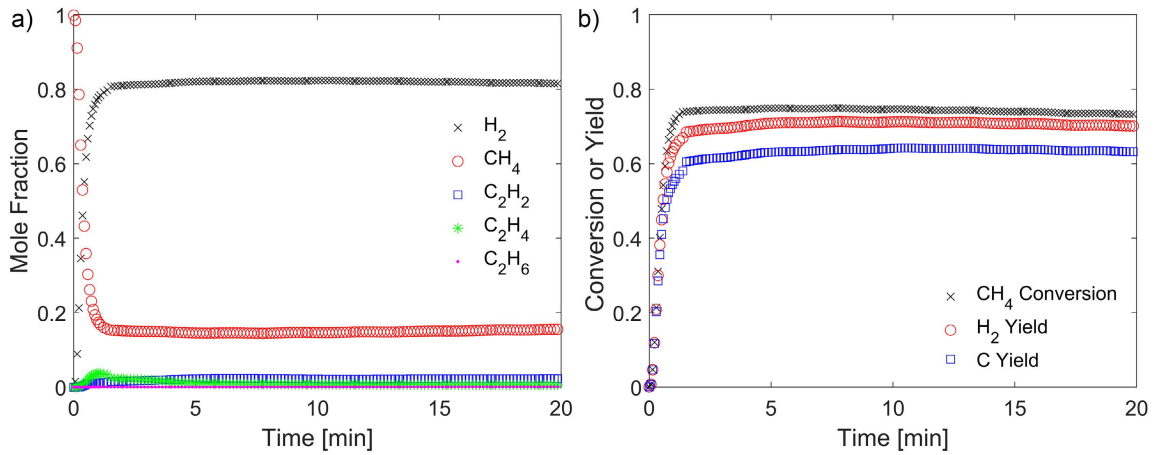 a)
1
0.8
0.6
0.4
0.2
0
0 5 10 15 20
Mole Fraction
Time [min]
H₂
CH₄
C₂H₂
C₂H₄
C₂H₆
b)
1
0.8
0.6
0.4
0.2
0
0 5 10 15 20
Conversion or Yield
Time [min]
CH₄ Conversion
H₂ Yield
C Yield